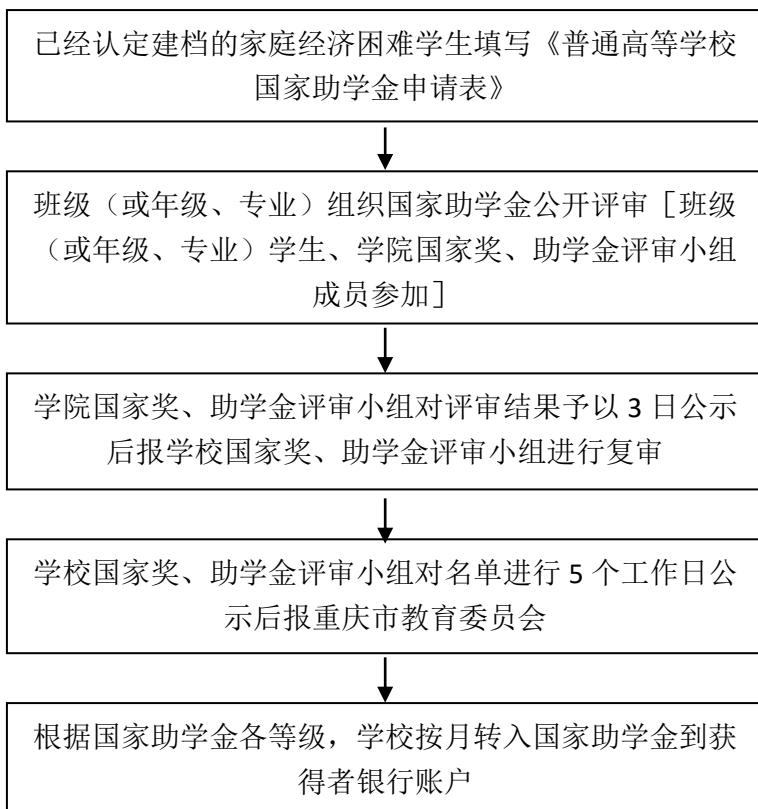 已经认定建档的家庭经济困难学生填写《普通高等学校
国家助学金申请表》
班级（或年级、专业）组织国家助学金公开评审［班级
（或年级、专业）学生、学院国家奖、助学金评审小组
成员参加］
学院国家奖、助学金评审小组对评审结果予以 3 日公示
后报学校国家奖、助学金评审小组进行复审
学校国家奖、助学金评审小组对名单进行 5 个工作日公
示后报重庆市教育委员会
根据国家助学金各等级，学校按月转入国家助学金到获
得者银行账户